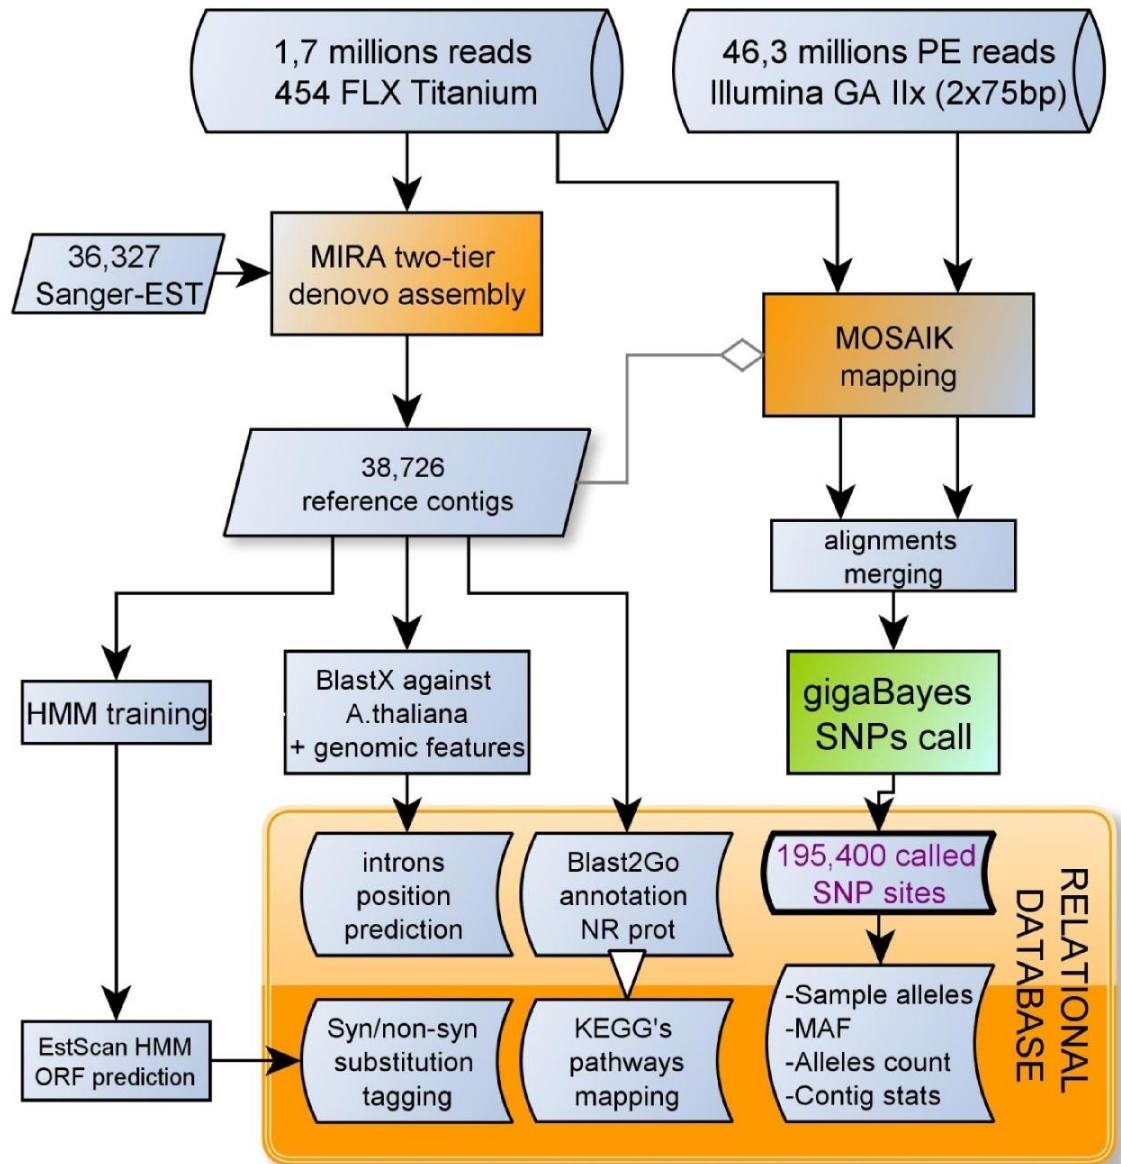 1,7 millions reads
454 FLX Titanium
46,3 millions PE reads
Illumina GA IIx (2x75bp)
36,327
Sanger-EST
MIRA two-tier
denovo assembly
MOSAIK
mapping
38,726
reference contigs
alignments
merging
HMM training
BlastX against
A.thaliana
+ genomic features
gigaBayes
SNPs call
introns
position
prediction
Blast2Go
annotation
NR prot
195,400 called
SNP sites
RELATIONAL
DATABASE
EstScan HMM
ORF prediction
Syn/non-syn
substitution
tagging
KEGG's
pathways
mapping
-Sample alleles
-MAF
-Alleles count
-Contig stats